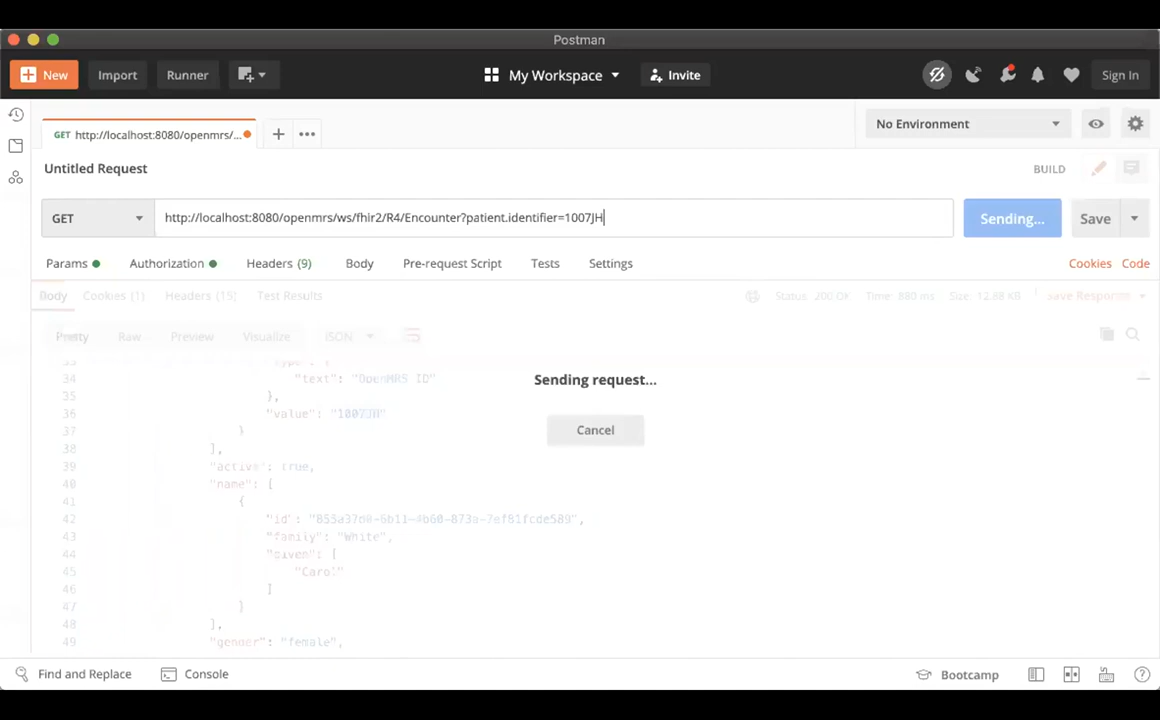 Postman
New Import Runner My Workspace Invite Sign In
GET http://localhost:8080/openmrs/... No Environment
Untitled Request BUILD
GET http://localhost:8080/openmrs/ws/fhir2/R4/Encounter?patient.identifier=1007JH Sending... Save
Params Authorization Headers (9) Body Pre-request Script Tests Settings Cookies Code
Body Cookies (1) Headers (15) Test Results Status: 200 OK Time: 880 ms Size: 12.88 KB Save Response
Pretty Raw Preview Visualize JSON
33 "type": {
34 "text": "OpenMRS ID"
35 },
36 "value": "1007JH"
37 }
38 ],
39 "active": true,
40 "name": [
41 {
42 "id": "855a37d0-6b11-4b60-873a-7ef81fcde589",
43 "family": "White",
44 "given": [
45 "Carol"
46 ]
47 }
48 ],
49 "gender": "female",
Sending request...
Cancel
Find and Replace Console Bootcamp